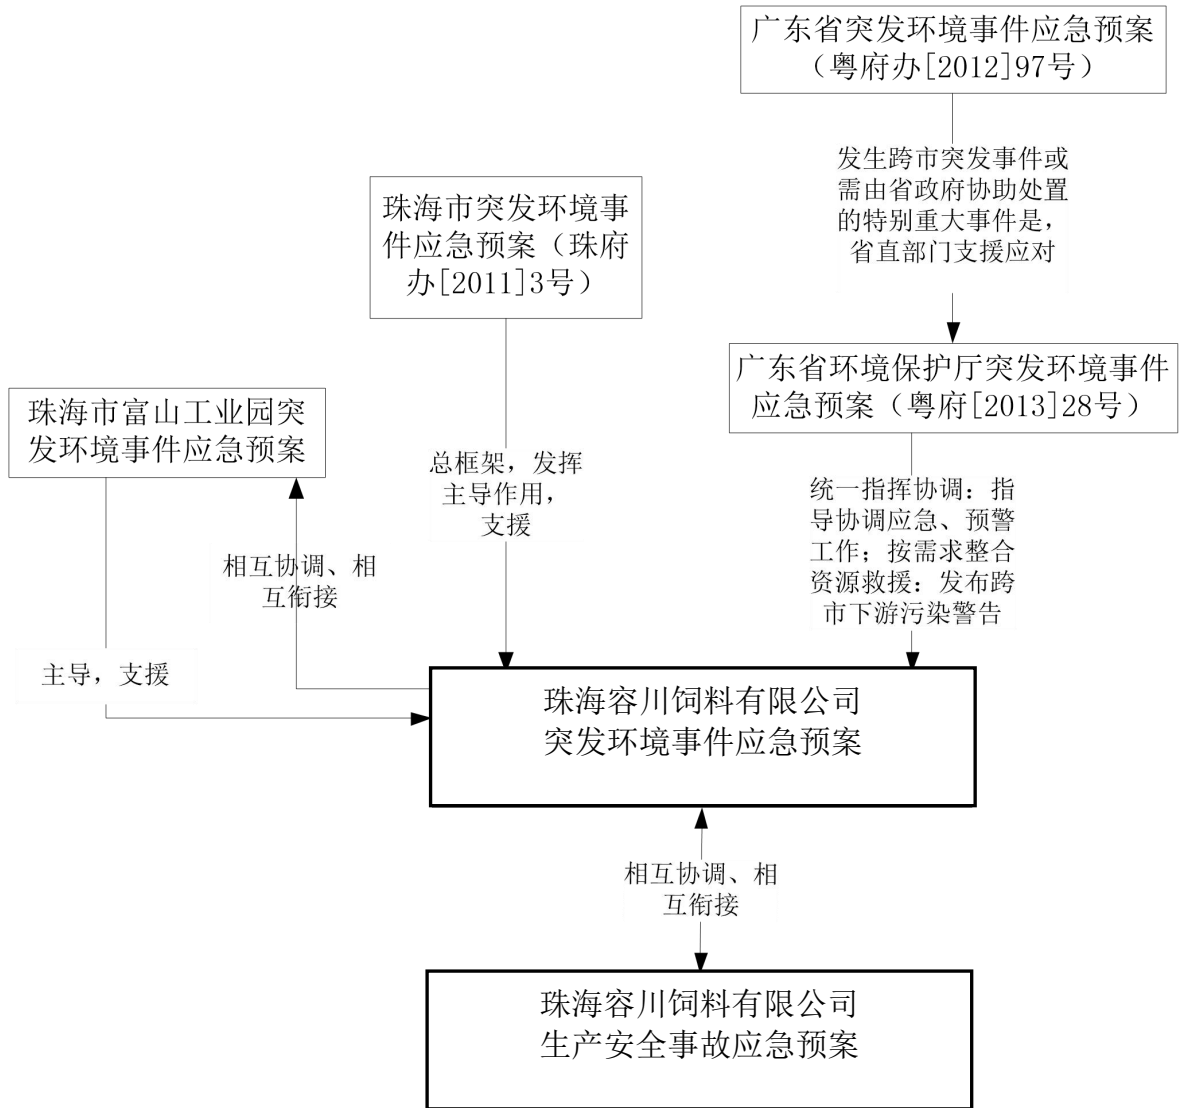 广东省突发环境事件应急预案
（粤府办[2012]97号）
发生跨市突发事件或
需由省政府协助处置
的特别重大事件是，
省直部门支援应对
珠海市突发环境事
件应急预案（珠府
办[2011]3号）
广东省环境保护厅突发环境事件
应急预案（粤府[2013]28号）
珠海市富山工业园突
发环境事件应急预案
总框架，发挥
主导作用，
支援
统一指挥协调：指
导协调应急、预警
工作；按需求整合
资源救援：发布跨
市下游污染警告
相互协调、相
互衔接
主导，支援
珠海容川饲料有限公司
突发环境事件应急预案
相互协调、相
互衔接
珠海容川饲料有限公司
生产安全事故应急预案